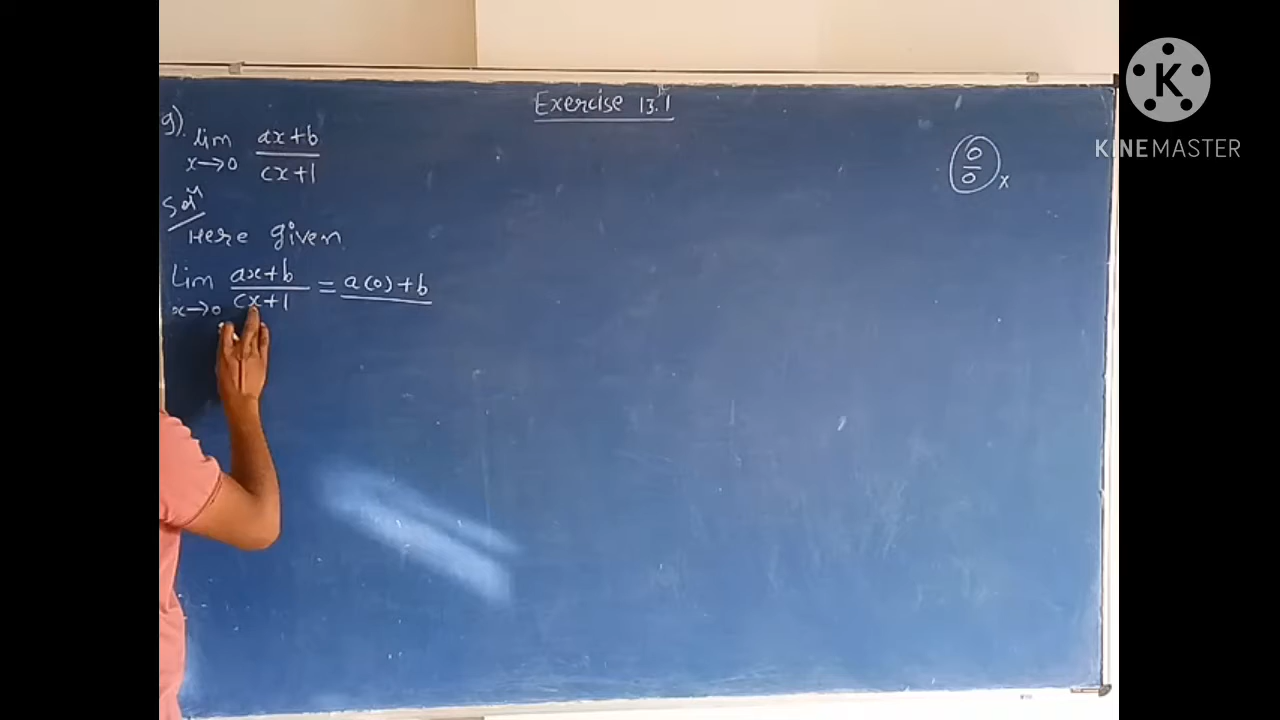 Exercise 13.1
9) lim x→0 ax+b / cx+1
Solⁿ
Here given
Lim x→0 ax+b / cx+1 = a(0)+b
0/0 x
K
KINEMASTER